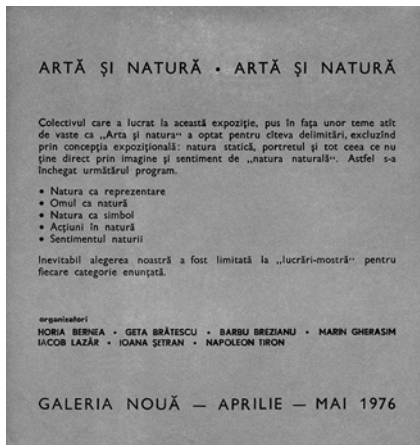 ARTĂ ȘI NATURĂ • ARTĂ ȘI NATURĂ
Colectivul care a lucrat la această expoziție, pus în fața unor teme atît
de vaste ca „Arta și natura“ a optat pentru cîteva delimitări, excluzînd
prin concepția expozițională: natura statică, portretul și tot ceea ce nu
ține direct prin imagine și sentiment de „natura naturală“. Astfel s-a
închegat următărul program.
• Natura ca reprezentare
• Omul ca natură
• Natura ca simbol
• Acțiuni în natură
• Sentimentul naturii
Inevitabil alegerea noastră a fost limitată la „lucrări-mostră“ pentru
fiecare categorie enunțată.
organizatori
HORIA BERNEA • GETA BRĂTESCU • BARBU BREZIANU • MARIN GHERASIM
IACOB LAZĂR • IOANA ȘETRAN • NAPOLEON TIRON
GALERIA NOUĂ — APRILIE — MAI 1976